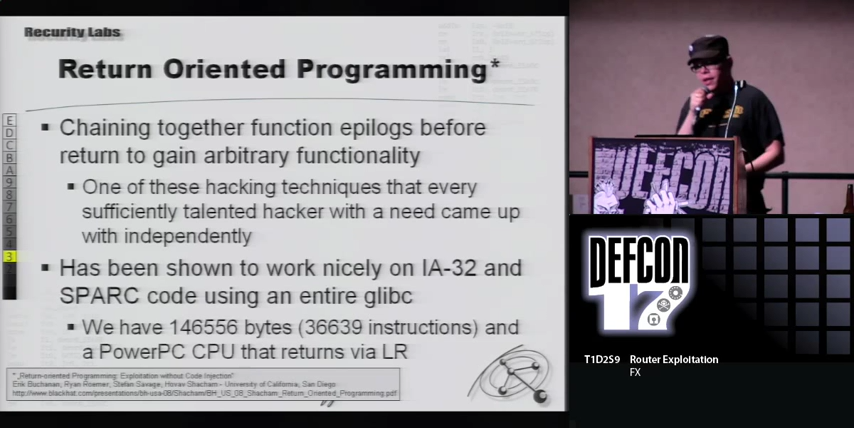 Recurity Labs
Return Oriented Programming*
▪ Chaining together function epilogs before
return to gain arbitrary functionality
▪ One of these hacking techniques that every
sufficiently talented hacker with a need came up
with independently
▪ Has been shown to work nicely on IA-32 and
SPARC code using an entire glibc
▪ We have 146556 bytes (36639 instructions) and
a PowerPC CPU that returns via LR
* „Return-oriented Programming: Exploitation without Code Injection"
Erik Buchanan, Ryan Roemer, Stefan Savage, Hovav Shacham - University of California, San Diego
http://www.blackhat.com/presentations/bh-usa-08/Shacham/BH_US_08_Shacham_Return_Oriented_Programming.pdf
E
D
C
B
A
9
8
7
6
5
4
3
DEFCON
DEFCON
17
T1D2S9 Router Exploitation
FX